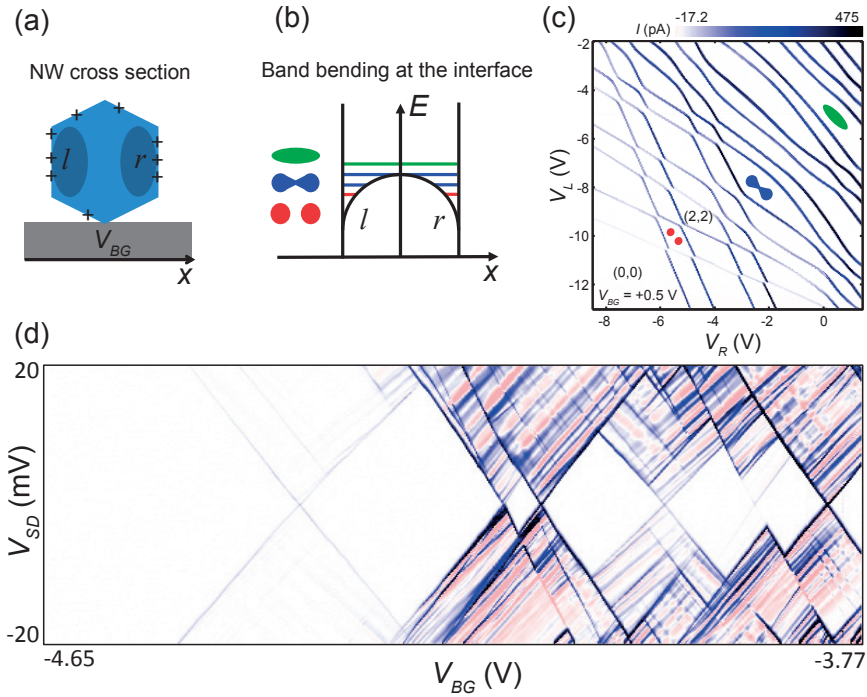 (a)
NW cross section
+ + + + + + + + +
l r
V_BG
x
(b)
Band bending at the interface
E
l r
x
(c)
I (pA) -17.2 475
-2
-4
-6
-8
-10
-12
V_L (V)
(2,2)
(0,0)
V_BG = +0.5 V
-8 -6 -4 -2 0
V_R (V)
(d)
20
V_SD (mV)
-20
-4.65 -3.77
V_BG (V)